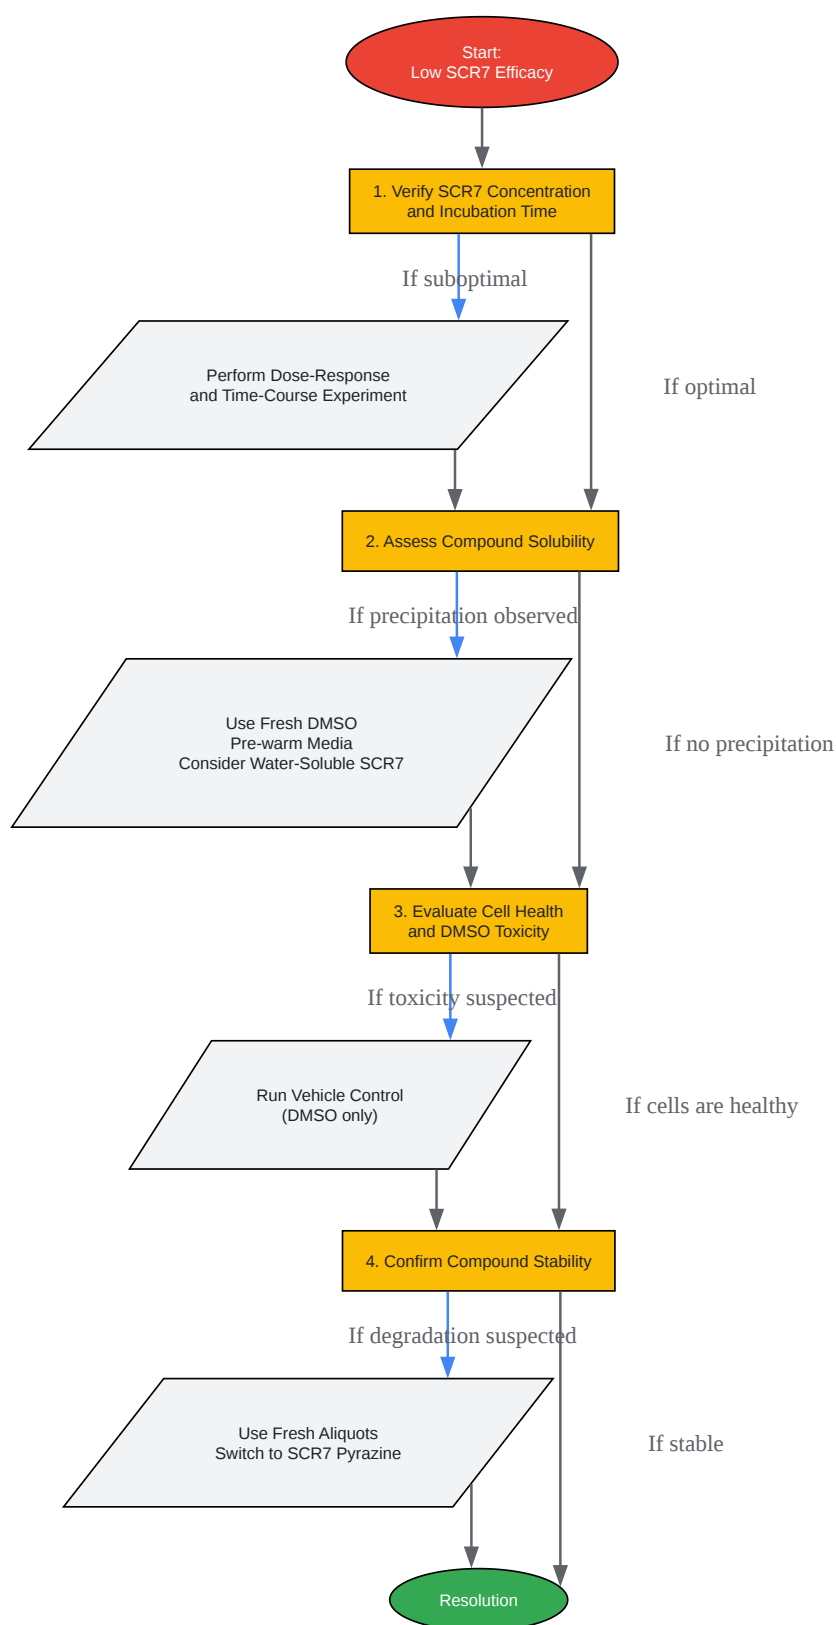 Start:
Low SCR7 Efficacy
1. Verify SCR7 Concentration
and Incubation Time
If suboptimal
Perform Dose-Response
and Time-Course Experiment
If optimal
2. Assess Compound Solubility
If precipitation observed
Use Fresh DMSO
Pre-warm Media
Consider Water-Soluble SCR7
If no precipitation
3. Evaluate Cell Health
and DMSO Toxicity
If toxicity suspected
Run Vehicle Control
(DMSO only)
If cells are healthy
4. Confirm Compound Stability
If degradation suspected
Use Fresh Aliquots
Switch to SCR7 Pyrazine
If stable
Resolution